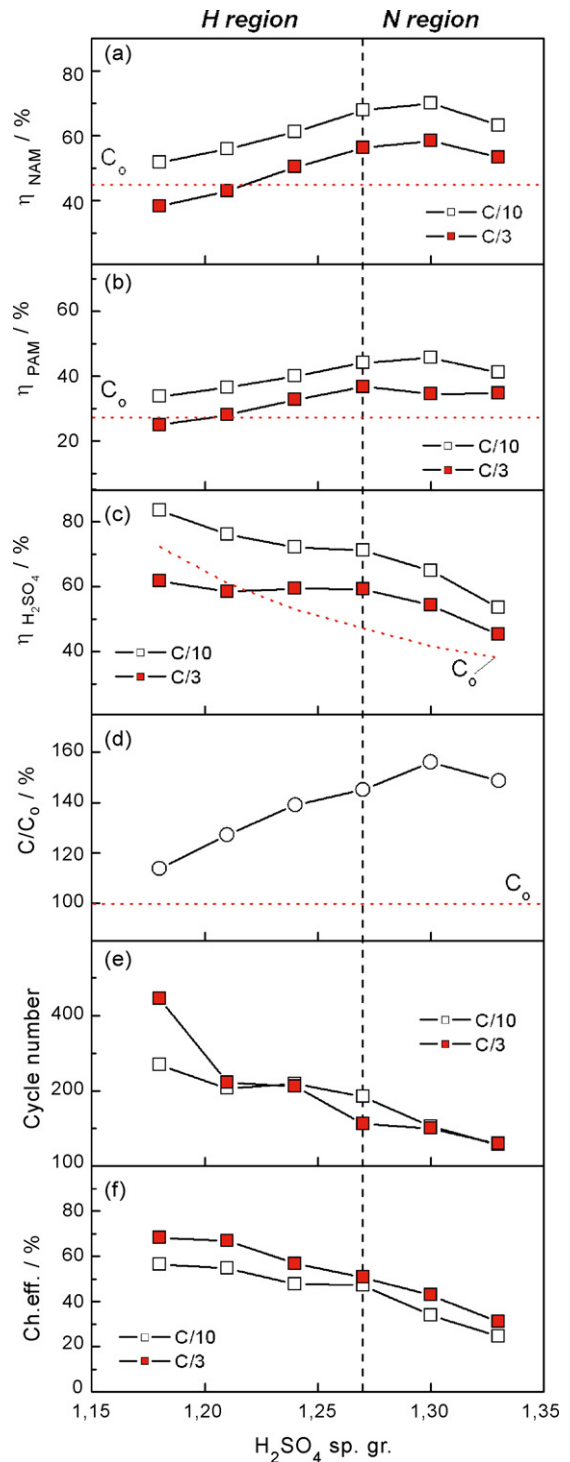 H region N region
(a)
80
60
40
η NAM / %
Co
C/10
C/3
(b)
60
40
20
η PAM / %
Co
C/10
C/3
(c)
80
60
40
η H2SO4 / %
C/10
C/3
Co
(d)
160
140
120
100
C/Co / %
Co
(e)
400
200
100
Cycle number
C/10
C/3
(f)
80
60
40
20
0
Ch.eff. / %
C/10
C/3
1,15 1,20 1,25 1,30 1,35
H2SO4 sp. gr.